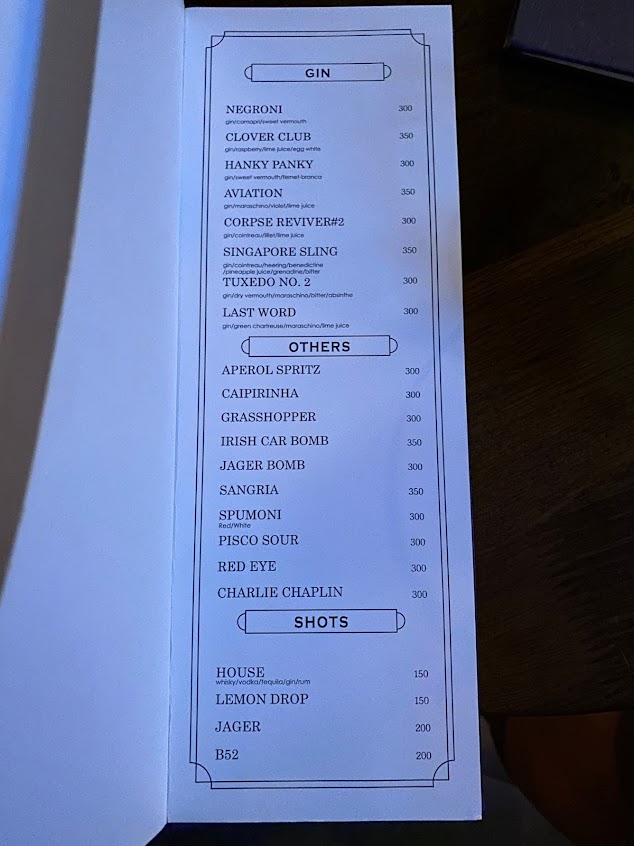 GIN
NEGRONI 300
gin/comapri/sweet vermouth
CLOVER CLUB 350
gin/raspberry/lime juice/egg white
HANKY PANKY 300
gin/sweet vermouth/fernet-branca
AVIATION 350
gin/maraschino/violet/lime juice
CORPSE REVIVER#2 300
gin/cointreau/lillet/lime juice
SINGAPORE SLING 350
gin/cointreau/heering/benedictine
/pineapple juice/grenadine/bitter
TUXEDO NO. 2 300
gin/dry vermouth/maraschino/bitter/absinthe
LAST WORD 300
gin/green chartreuse/maraschino/lime juice
OTHERS
APEROL SPRITZ 300
CAIPIRINHA 300
GRASSHOPPER 300
IRISH CAR BOMB 350
JAGER BOMB 300
SANGRIA 350
SPUMONI 300
Red/White
PISCO SOUR 300
RED EYE 300
CHARLIE CHAPLIN 300
SHOTS
HOUSE 150
whisky/vodka/tequila/gin/rum
LEMON DROP 150
JAGER 200
B52 200